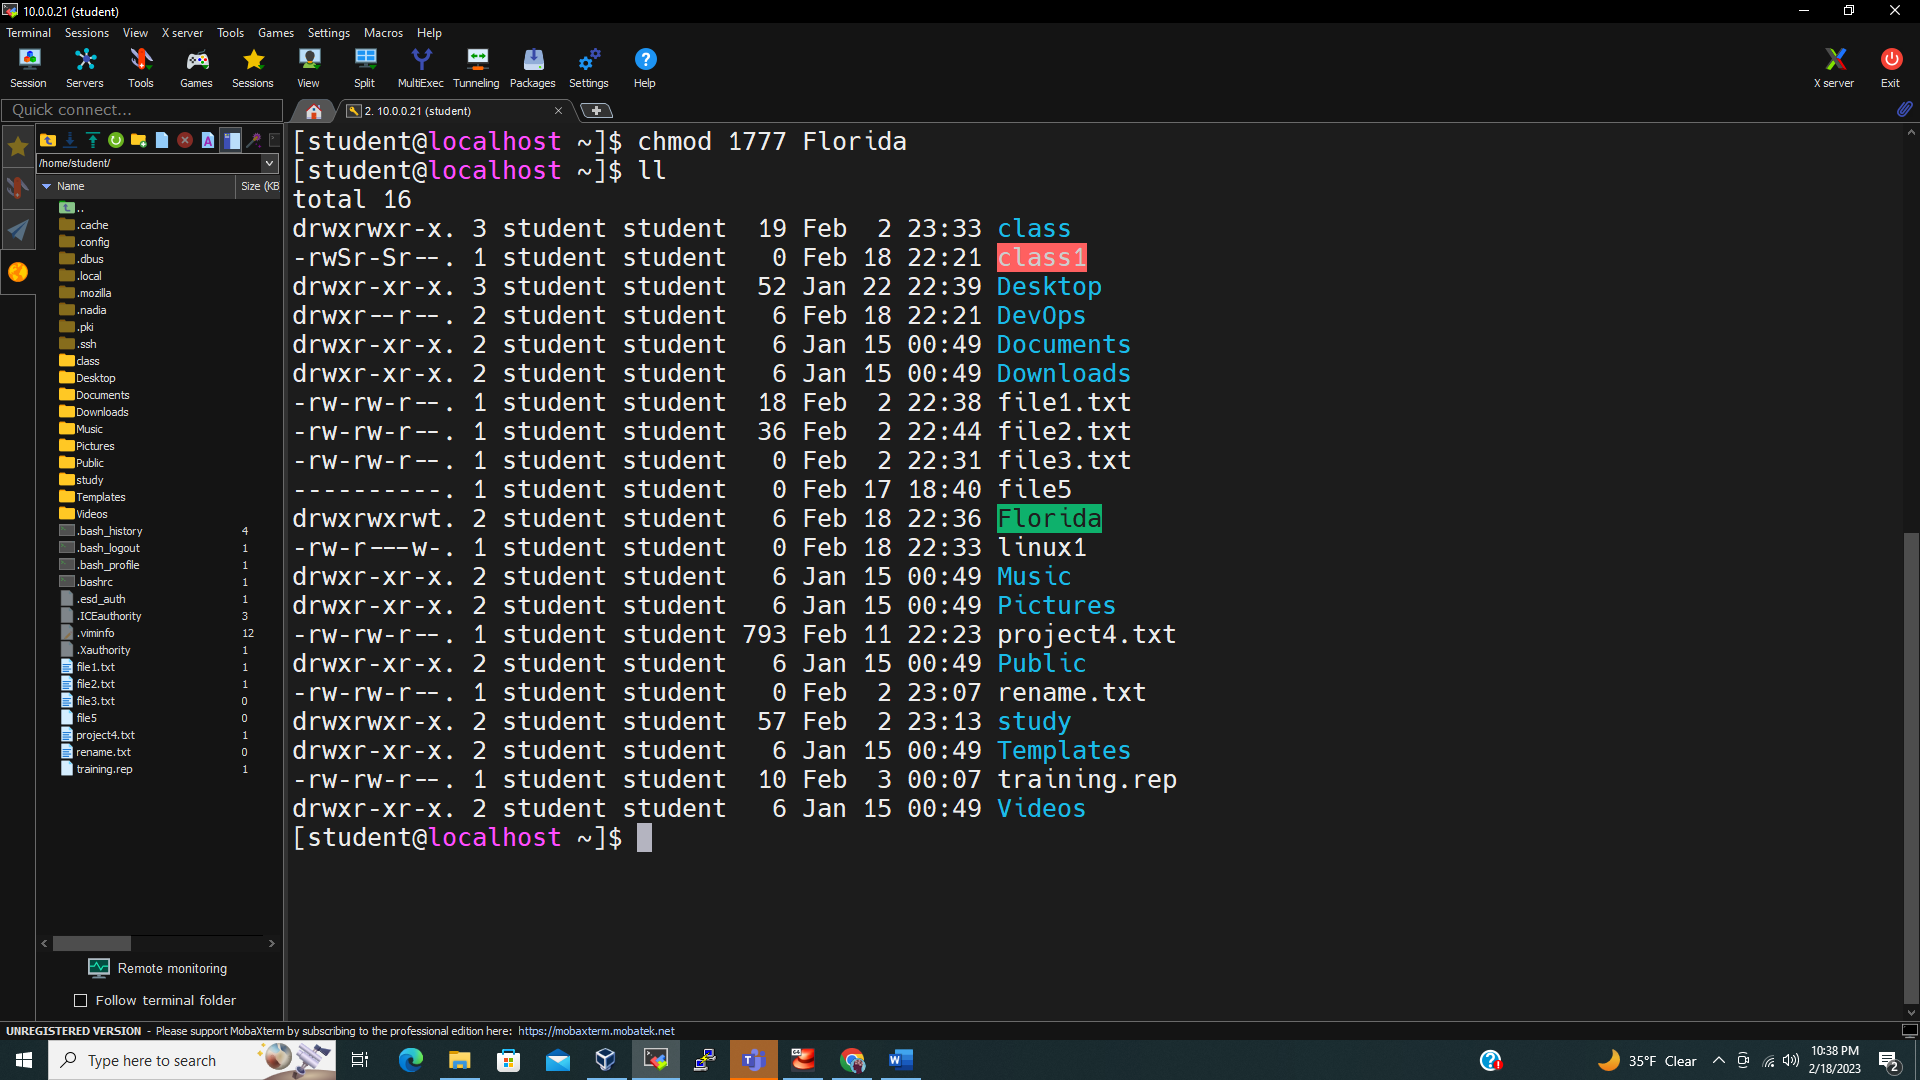 10.0.0.21 (student)
Terminal Sessions View X server Tools Games Settings Macros Help
Session Servers Tools Games Sessions View Split MultiExec Tunneling Packages Settings Help X server Exit
Quick connect...
2. 10.0.0.21 (student)
/home/student/
Name Size (KB
..
.cache
.config
.dbus
.local
.mozilla
.nadia
.pki
.ssh
class
Desktop
Documents
Downloads
Music
Pictures
Public
study
Templates
Videos
.bash_history 4
.bash_logout 1
.bash_profile 1
.bashrc 1
.esd_auth 1
.ICEauthority 3
.viminfo 12
.Xauthority 1
file1.txt 1
file2.txt 1
file3.txt 0
file5 0
project4.txt 1
rename.txt 0
training.rep 1
Remote monitoring
Follow terminal folder
[student@localhost ~]$ chmod 1777 Florida
[student@localhost ~]$ ll
total 16
drwxrwxr-x. 3 student student 19 Feb 2 23:33 class
-rwSr-Sr--. 1 student student 0 Feb 18 22:21 class1
drwxr-xr-x. 3 student student 52 Jan 22 22:39 Desktop
drwxr--r--. 2 student student 6 Feb 18 22:21 DevOps
drwxr-xr-x. 2 student student 6 Jan 15 00:49 Documents
drwxr-xr-x. 2 student student 6 Jan 15 00:49 Downloads
-rw-rw-r--. 1 student student 18 Feb 2 22:38 file1.txt
-rw-rw-r--. 1 student student 36 Feb 2 22:44 file2.txt
-rw-rw-r--. 1 student student 0 Feb 2 22:31 file3.txt
----------. 1 student student 0 Feb 17 18:40 file5
drwxrwxrwt. 2 student student 6 Feb 18 22:36 Florida
-rw-r---w-. 1 student student 0 Feb 18 22:33 linux1
drwxr-xr-x. 2 student student 6 Jan 15 00:49 Music
drwxr-xr-x. 2 student student 6 Jan 15 00:49 Pictures
-rw-rw-r--. 1 student student 793 Feb 11 22:23 project4.txt
drwxr-xr-x. 2 student student 6 Jan 15 00:49 Public
-rw-rw-r--. 1 student student 0 Feb 2 23:07 rename.txt
drwxrwxr-x. 2 student student 57 Feb 2 23:13 study
drwxr-xr-x. 2 student student 6 Jan 15 00:49 Templates
-rw-rw-r--. 1 student student 10 Feb 3 00:07 training.rep
drwxr-xr-x. 2 student student 6 Jan 15 00:49 Videos
[student@localhost ~]$
UNREGISTERED VERSION - Please support MobaXterm by subscribing to the professional edition here: https://mobaxterm.mobatek.net
Type here to search
35°F Clear
10:38 PM
2/18/2023
2